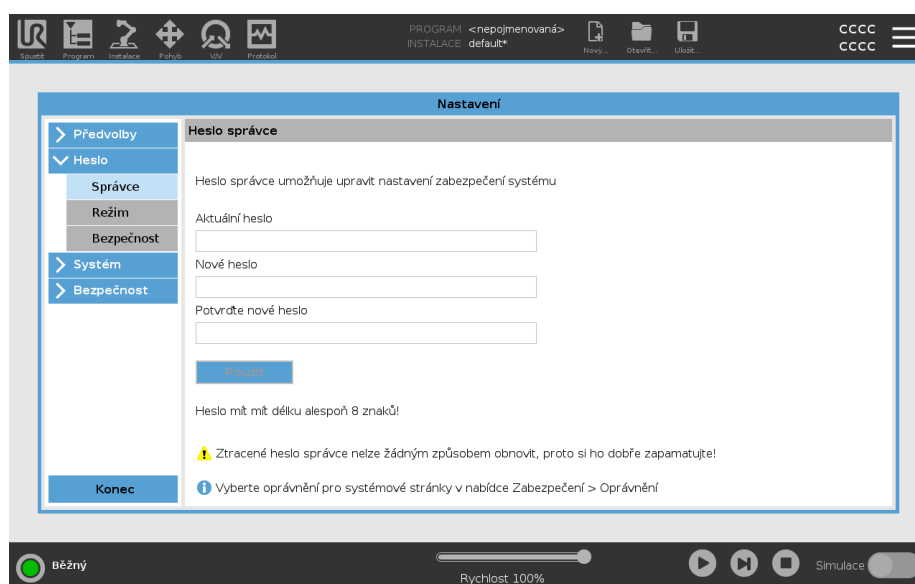 PROGRAM <nepojmenovaná>
INSTALACE default*
UR
Spustit Program Instalace Pohyb V/V Protokol
Nový... Otevřít... Uložit...
cccc
cccc
Nastavení
Předvolby
Heslo
Správce
Režim
Bezpečnost
Systém
Bezpečnost
Konec
Heslo správce
Heslo správce umožňuje upravit nastavení zabezpečení systému
Aktuální heslo
Nové heslo
Potvrďte nové heslo
Použít
Heslo mít mít délku alespoň 8 znaků!
Ztracené heslo správce nelze žádným způsobem obnovit, proto si ho dobře zapamatujte!
Vyberte oprávnění pro systémové stránky v nabídce Zabezpečení > Oprávnění
Běžný
Rychlost 100%
Simulace